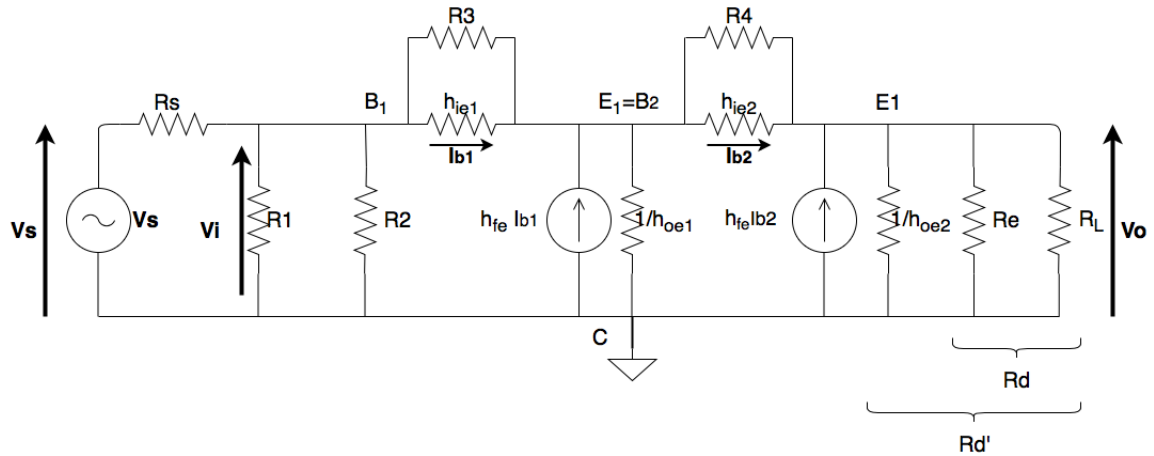 R3
R4
Rs
B1
hie1
E1=B2
hie2
E1
Ib1
Ib2
Vs
Vs
Vi
R1
R2
hfe Ib1
1/hoe1
hfeIb2
1/hoe2
Re
RL
Vo
C
Rd
Rd'